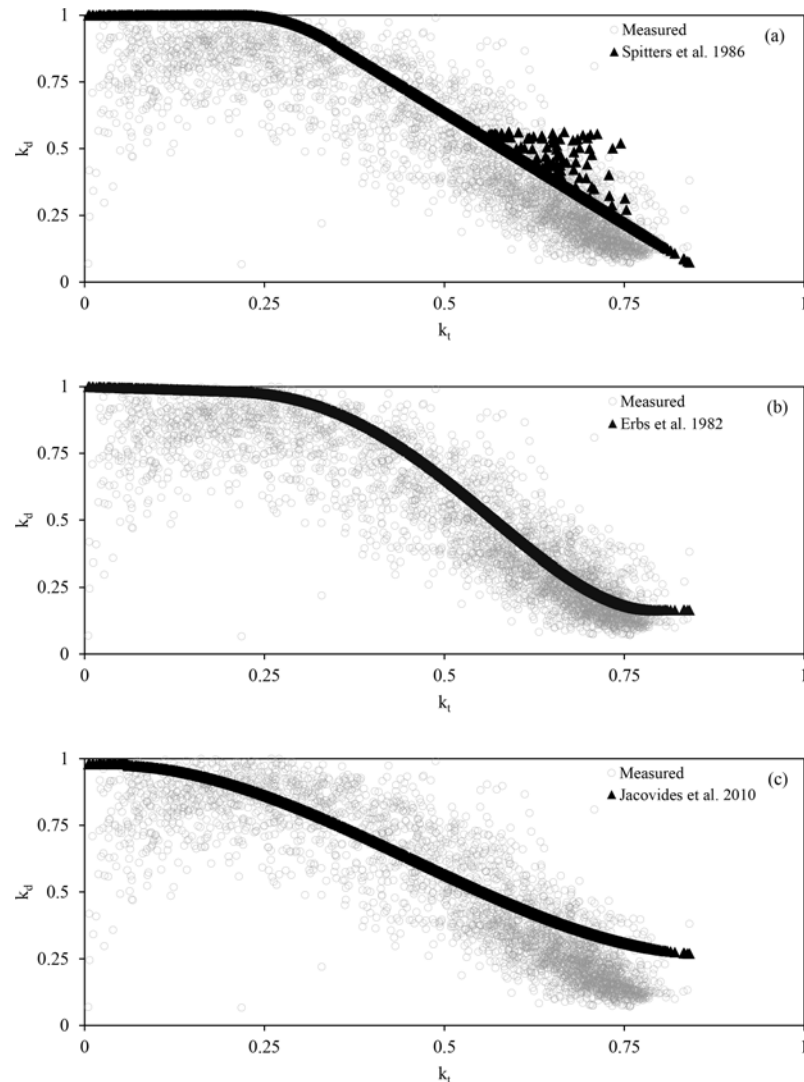 1
Measured
(a)
Spitters et al. 1986
0.75
k_d
0.5
0.25
0
0 0.25 0.5 0.75 1
k_t
1
Measured
(b)
Erbs et al. 1982
0.75
k_d
0.5
0.25
0
0 0.25 0.5 0.75 1
k_t
1
Measured
(c)
Jacovides et al. 2010
0.75
k_d
0.5
0.25
0
0 0.25 0.5 0.75 1
k_t